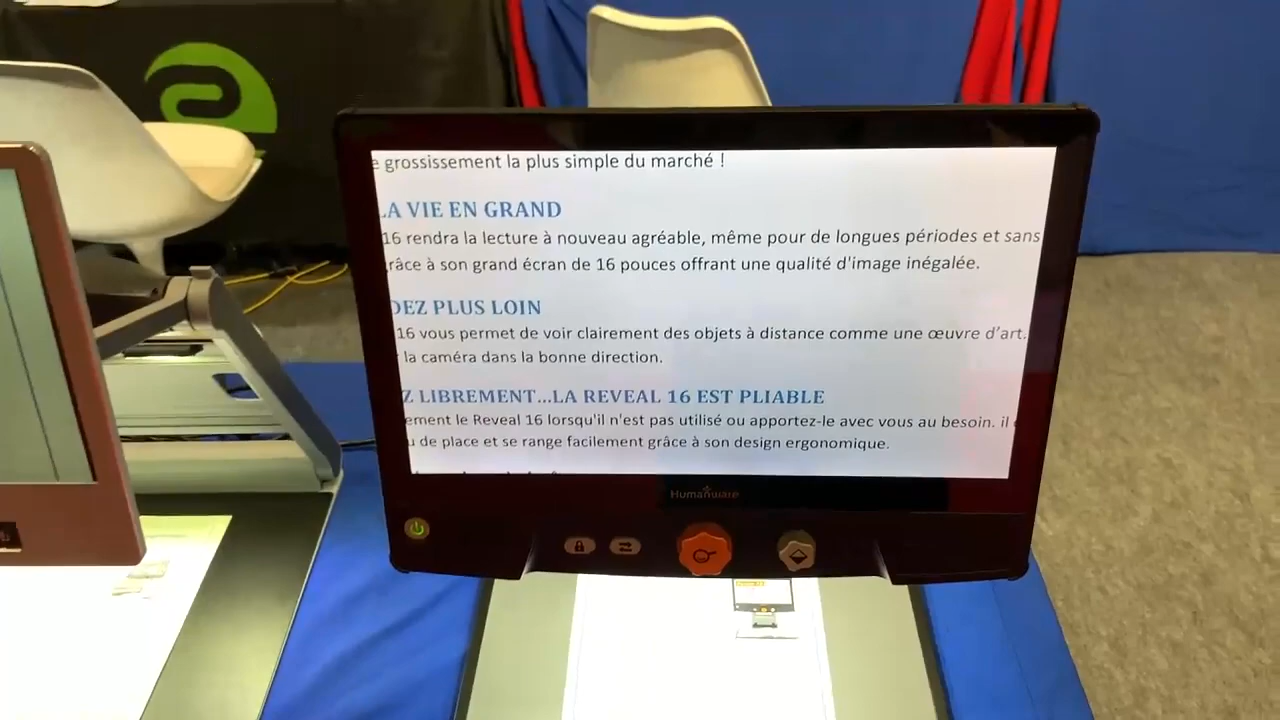 e grossissement la plus simple du marché !
LA VIE EN GRAND
16 rendra la lecture à nouveau agréable, même pour de longues périodes et sans
râce à son grand écran de 16 pouces offrant une qualité d'image inégalée.
DEZ PLUS LOIN
16 vous permet de voir clairement des objets à distance comme une œuvre d'art.
la caméra dans la bonne direction.
Z LIBREMENT...LA REVEAL 16 EST PLIABLE
ement le Reveal 16 lorsqu'il n'est pas utilisé ou apportez-le avec vous au besoin. il
u de place et se range facilement grâce à son design ergonomique.
HumanWare